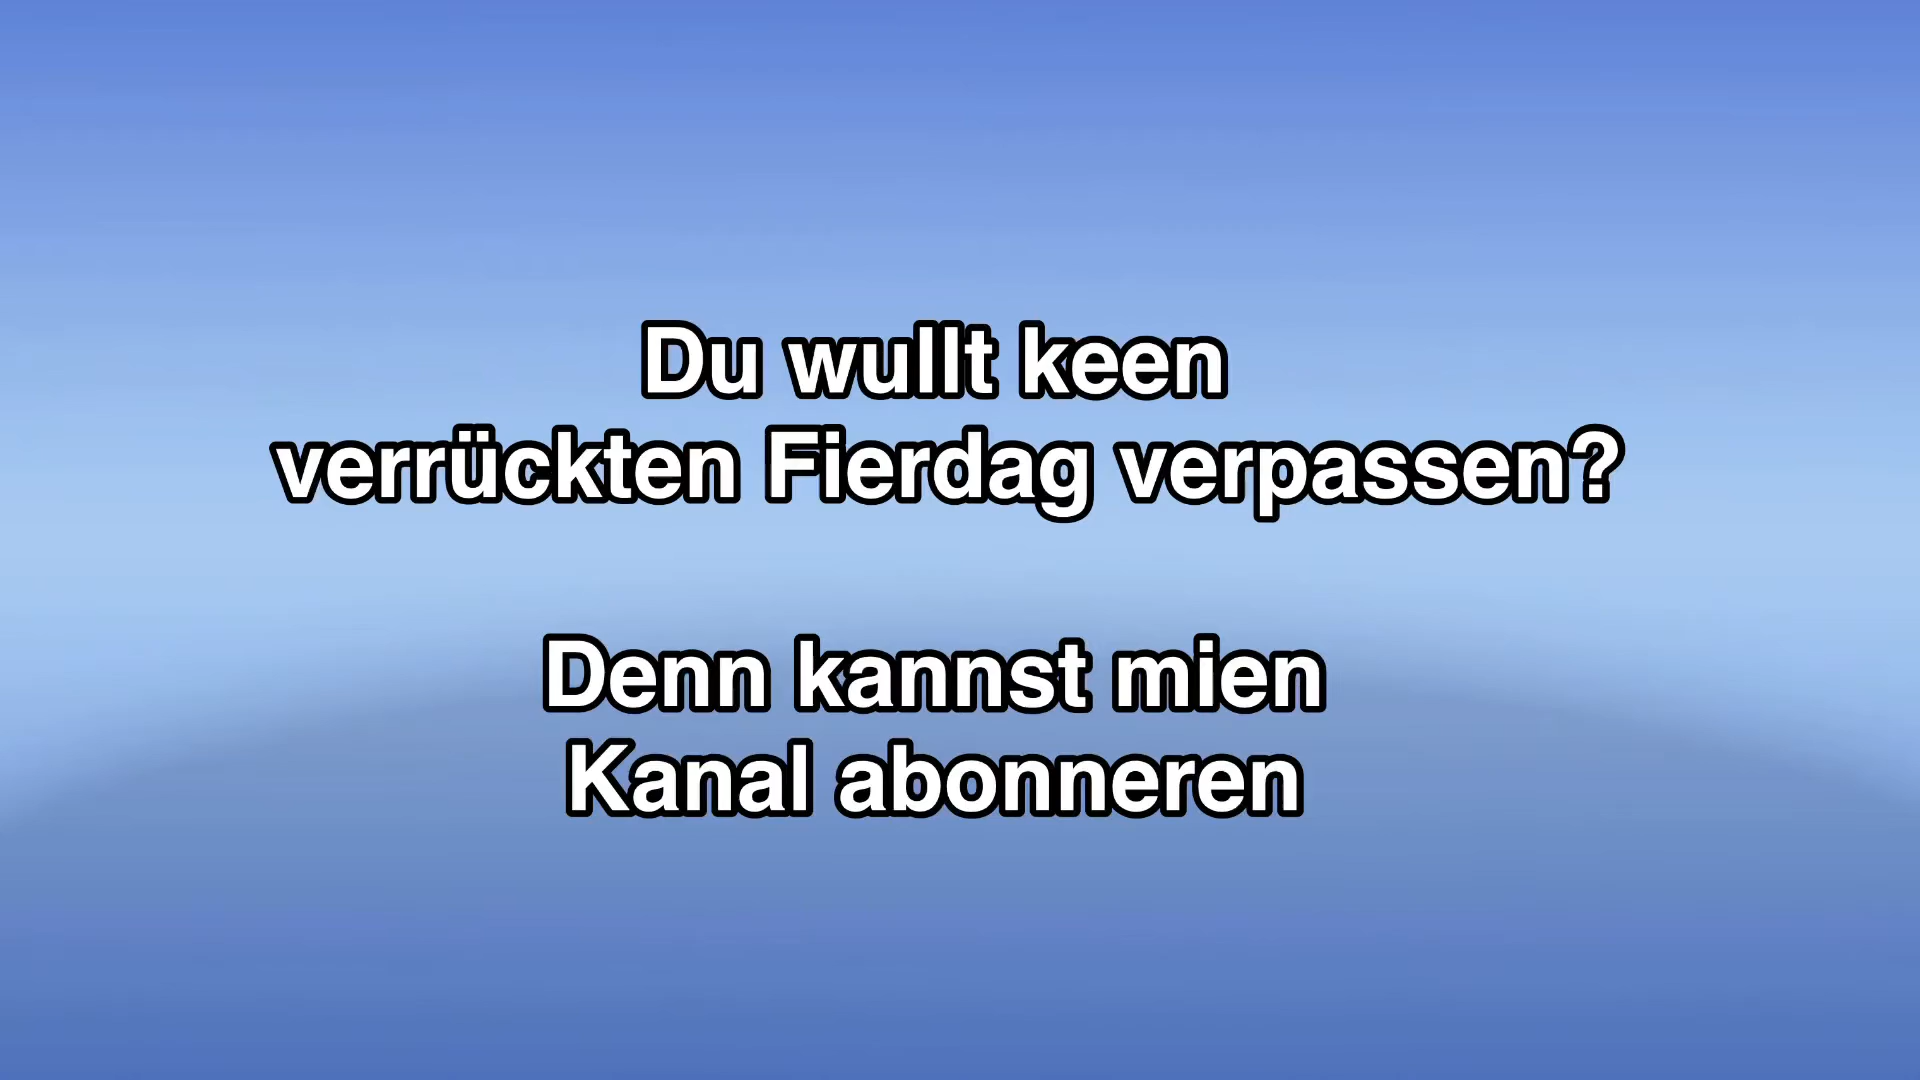 Du wullt keen
verrückten Fierdag verpassen?
Denn kannst mien
Kanal abonneren